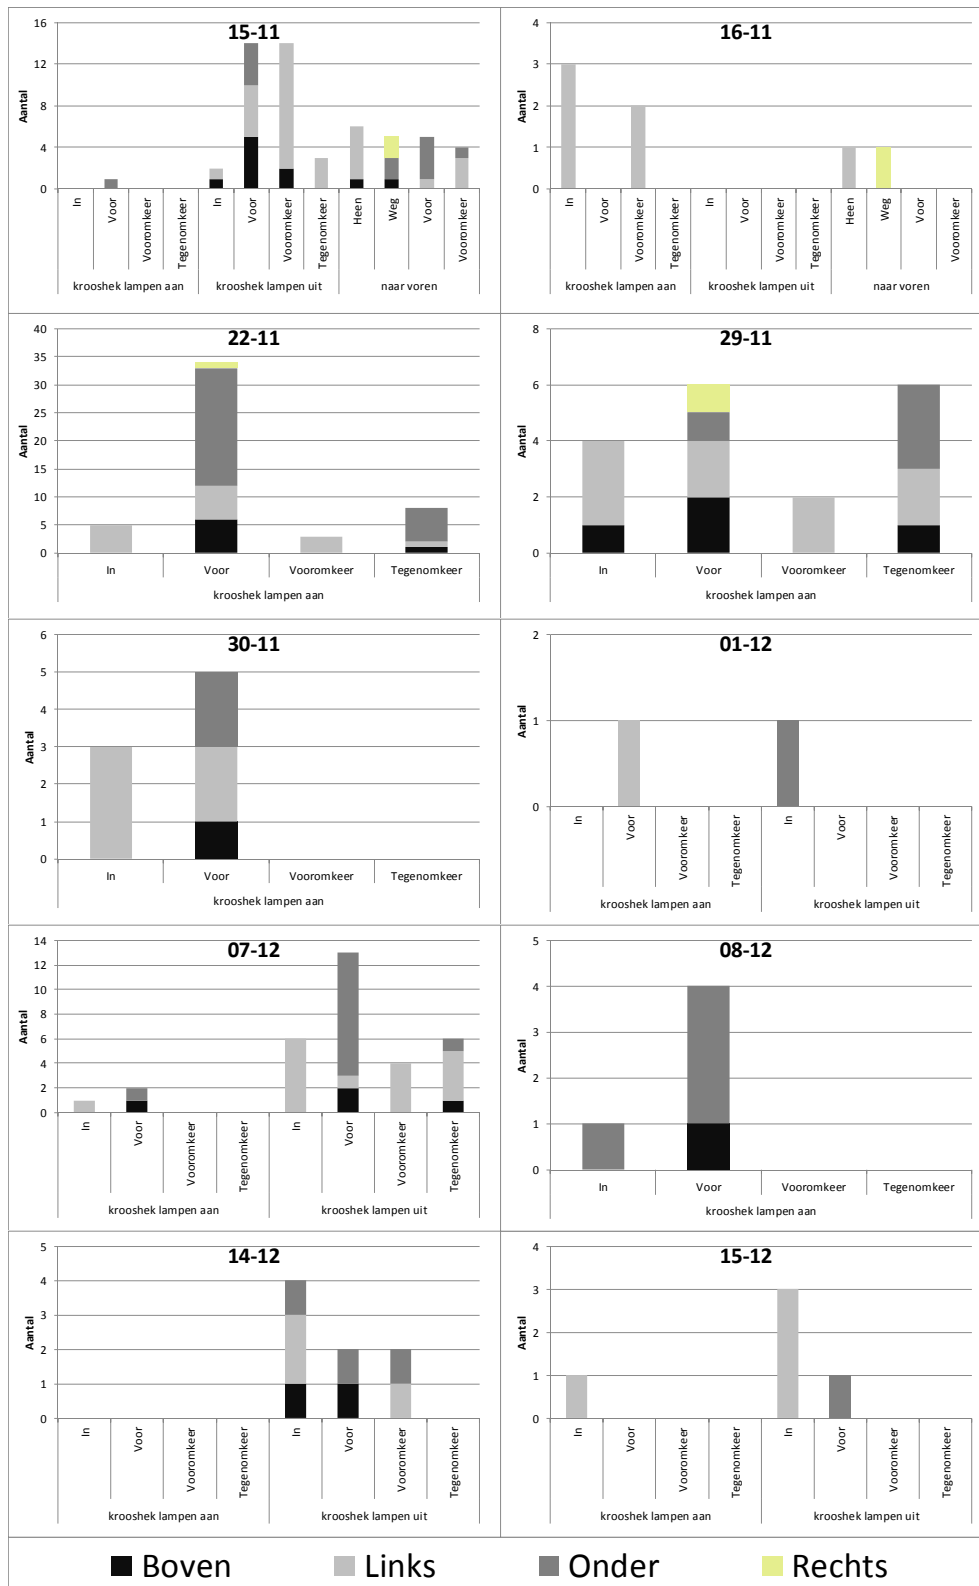 15-11
Aantal
16
12
8
4
0
In
Voor
Vooromkeer
Tegenomkeer
In
Voor
Vooromkeer
Tegenomkeer
Heen
Weg
Voor
Vooromkeer
krooshek lampen aan
krooshek lampen uit
naar voren
16-11
Aantal
4
3
2
1
0
In
Voor
Vooromkeer
Tegenomkeer
In
Voor
Vooromkeer
Tegenomkeer
Heen
Weg
Voor
Vooromkeer
krooshek lampen aan
krooshek lampen uit
naar voren
22-11
Aantal
40
35
30
25
20
15
10
5
0
In
Voor
Vooromkeer
Tegenomkeer
krooshek lampen aan
29-11
Aantal
8
6
4
2
0
In
Voor
Vooromkeer
Tegenomkeer
krooshek lampen aan
30-11
Aantal
6
5
4
3
2
1
0
In
Voor
Vooromkeer
Tegenomkeer
krooshek lampen aan
01-12
Aantal
2
1
0
In
Voor
Vooromkeer
Tegenomkeer
In
Voor
Vooromkeer
Tegenomkeer
krooshek lampen aan
krooshek lampen uit
07-12
Aantal
14
12
10
8
6
4
2
0
In
Voor
Vooromkeer
Tegenomkeer
In
Voor
Vooromkeer
Tegenomkeer
krooshek lampen aan
krooshek lampen uit
08-12
Aantal
5
4
3
2
1
0
In
Voor
Vooromkeer
Tegenomkeer
krooshek lampen aan
14-12
Aantal
5
4
3
2
1
0
In
Voor
Vooromkeer
Tegenomkeer
In
Voor
Vooromkeer
Tegenomkeer
krooshek lampen aan
krooshek lampen uit
15-12
Aantal
4
3
2
1
0
In
Voor
Vooromkeer
Tegenomkeer
In
Voor
Vooromkeer
Tegenomkeer
krooshek lampen aan
krooshek lampen uit
Boven Links Onder Rechts